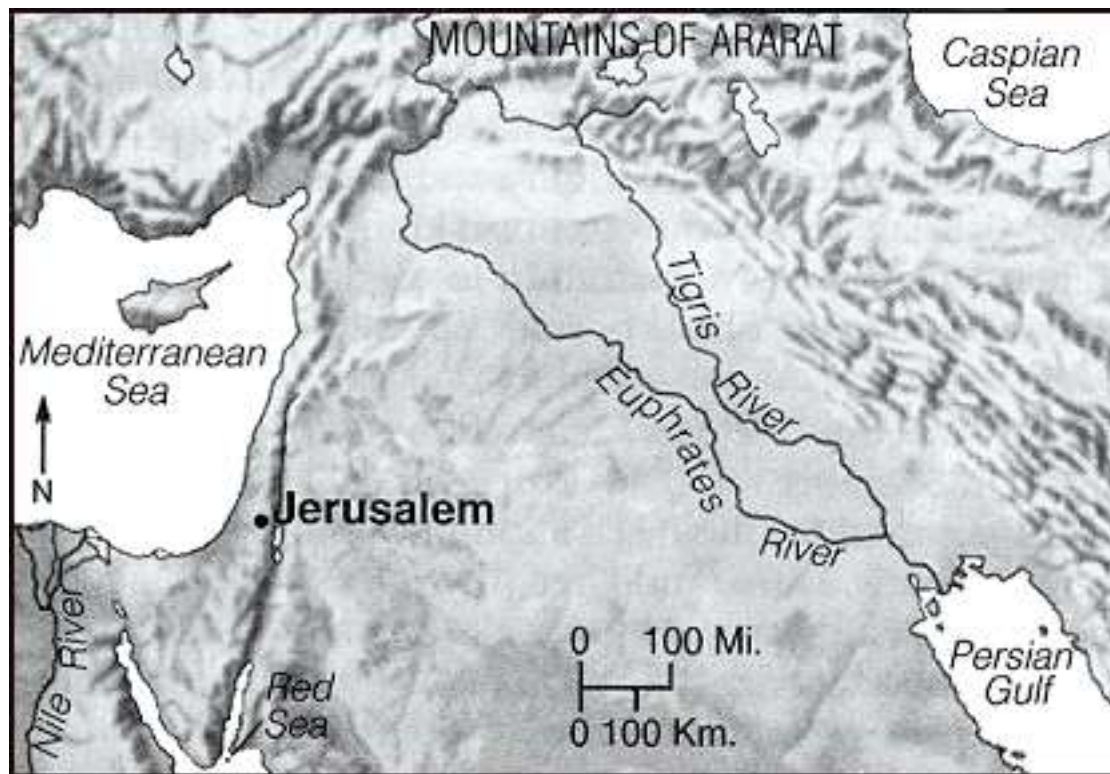 MOUNTAINS OF ARARAT
Caspian
Sea
Tigris
River
Mediterranean
Sea
Euphrates
River
N
Jerusalem
Nile River
Red
Sea
0 100 Mi.
0 100 Km.
Persian
Gulf